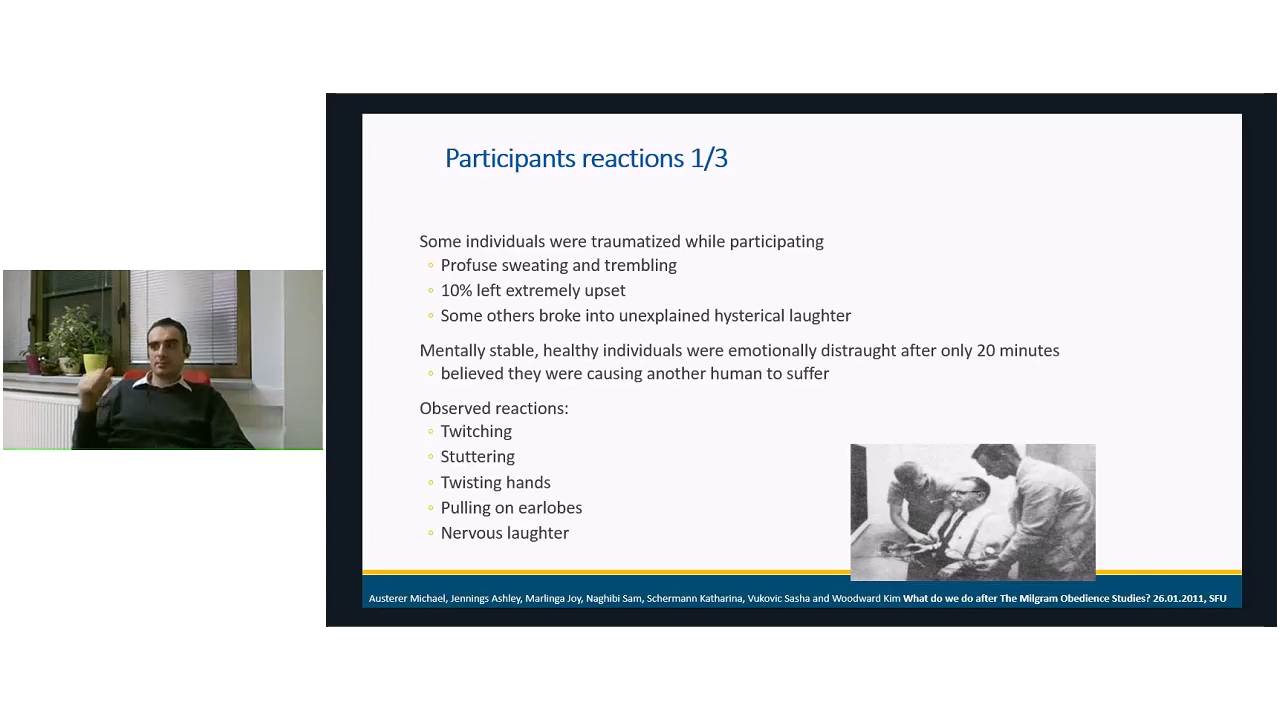 Participants reactions 1/3
Some individuals were traumatized while participating
Profuse sweating and trembling
10% left extremely upset
Some others broke into unexplained hysterical laughter
Mentally stable, healthy individuals were emotionally distraught after only 20 minutes
believed they were causing another human to suffer
Observed reactions:
Twitching
Stuttering
Twisting hands
Pulling on earlobes
Nervous laughter
Austerer Michael, Jennings Ashley, Marlinga Joy, Naghibi Sam, Schermann Katharina, Vukovic Sasha and Woodward Kim What do we do after The Milgram Obedience Studies? 26.01.2011, SFU